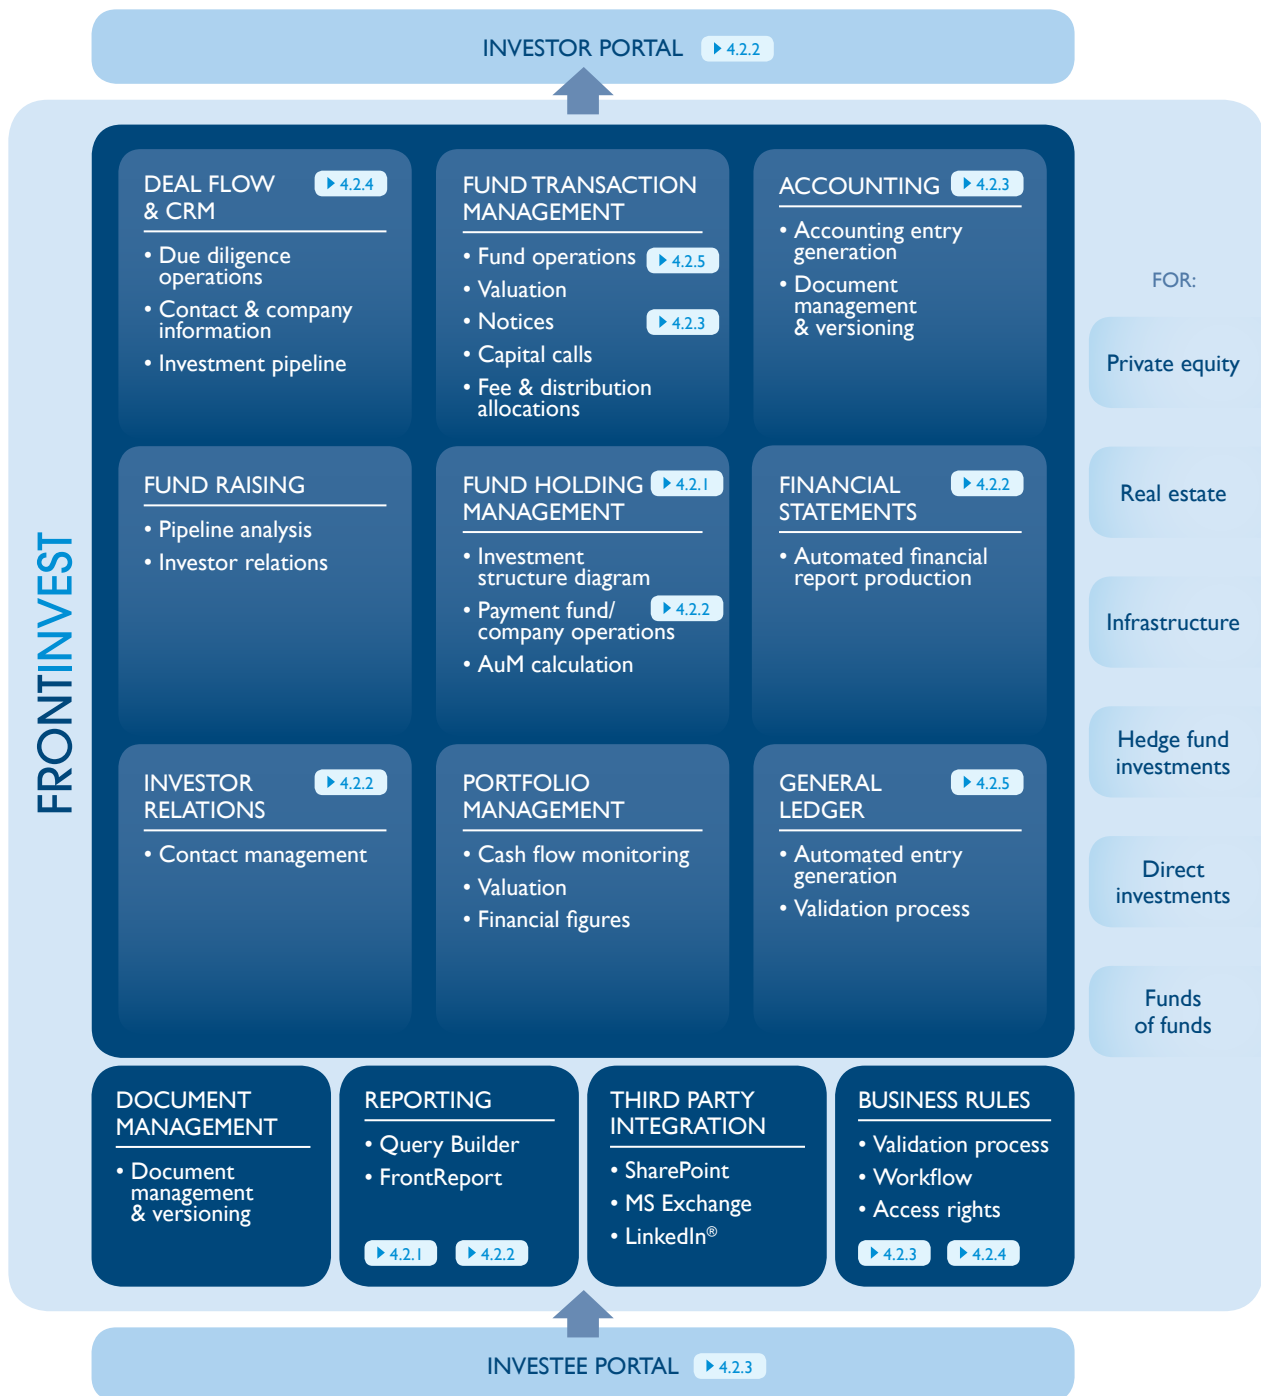 INVESTOR PORTAL 4.2.2
FRONTINVEST
DEAL FLOW 4.2.4
& CRM
• Due diligence
operations
• Contact & company
information
• Investment pipeline
FUND TRANSACTION
MANAGEMENT
• Fund operations 4.2.5
• Valuation
• Notices 4.2.3
• Capital calls
• Fee & distribution
allocations
ACCOUNTING 4.2.3
• Accounting entry
generation
• Document
management
& versioning
FUND RAISING
• Pipeline analysis
• Investor relations
FUND HOLDING 4.2.1
MANAGEMENT
• Investment
structure diagram
• Payment fund/ 4.2.2
company operations
• AuM calculation
FINANCIAL 4.2.2
STATEMENTS
• Automated financial
report production
INVESTOR 4.2.2
RELATIONS
• Contact management
PORTFOLIO
MANAGEMENT
• Cash flow monitoring
• Valuation
• Financial figures
GENERAL 4.2.5
LEDGER
• Automated entry
generation
• Validation process
FOR:
Private equity
Real estate
Infrastructure
Hedge fund
investments
Direct
investments
Funds
of funds
DOCUMENT
MANAGEMENT
• Document
management
& versioning
REPORTING
• Query Builder
• FrontReport
4.2.1 4.2.2
THIRD PARTY
INTEGRATION
• SharePoint
• MS Exchange
• LinkedIn®
BUSINESS RULES
• Validation process
• Workflow
• Access rights
4.2.3 4.2.4
INVESTEE PORTAL 4.2.3